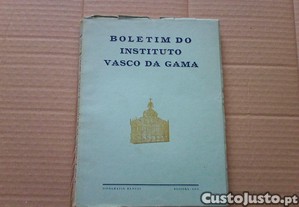 BOLETIM DO
INSTITUTO
VASCO DA GAMA
CustoJusto.pt